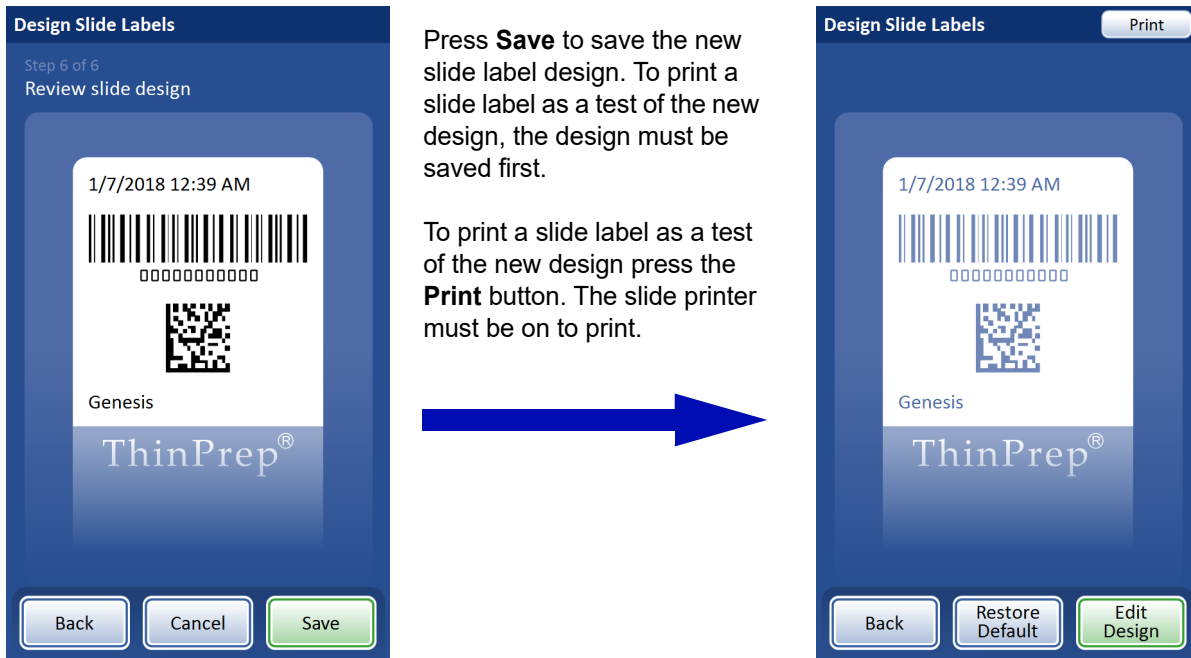 Design Slide Labels
Step 6 of 6
Review slide design
1/7/2018 12:39 AM
Genesis
ThinPrep®
Back
Cancel
Save
Press Save to save the new
slide label design. To print a
slide label as a test of the new
design, the design must be
saved first.
To print a slide label as a test
of the new design press the
Print button. The slide printer
must be on to print.
Design Slide Labels
Print
1/7/2018 12:39 AM
Genesis
ThinPrep®
Back
Restore
Default
Edit
Design